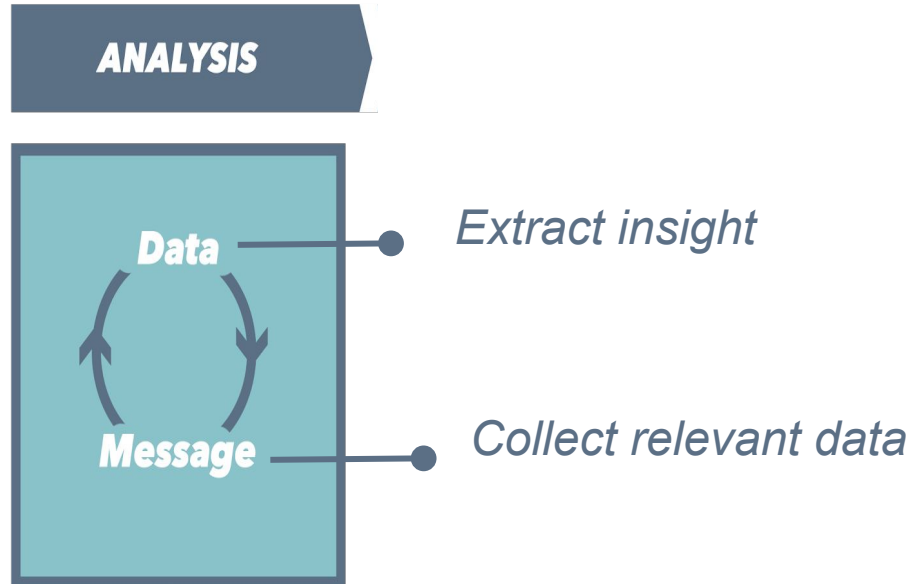 ANALYSIS
Data
Extract insight
Message
Collect relevant data